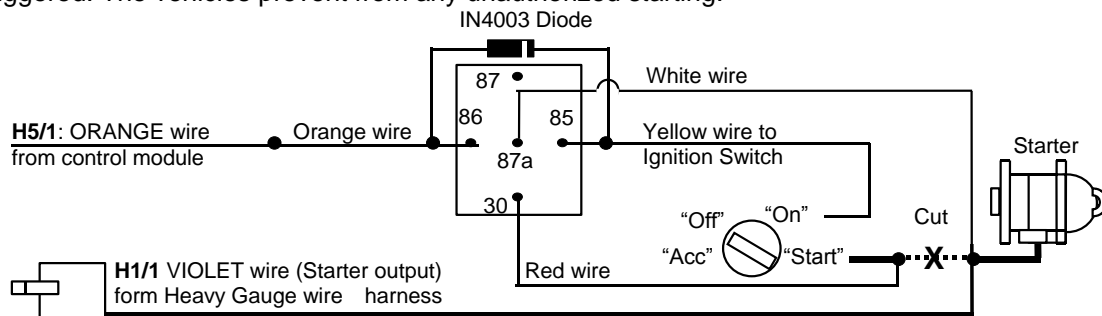 ggered. The vehicles prevent from any unauthorized starting.
IN4003 Diode
87
White wire
86
85
H5/1: ORANGE wire
from control module
Orange wire
Yellow wire to
Ignition Switch
87a
Starter
30
"Off"
"On"
Cut
"Acc"
"Start"
X
H1/1 VIOLET wire (Starter output)
form Heavy Gauge wire harness
Red wire